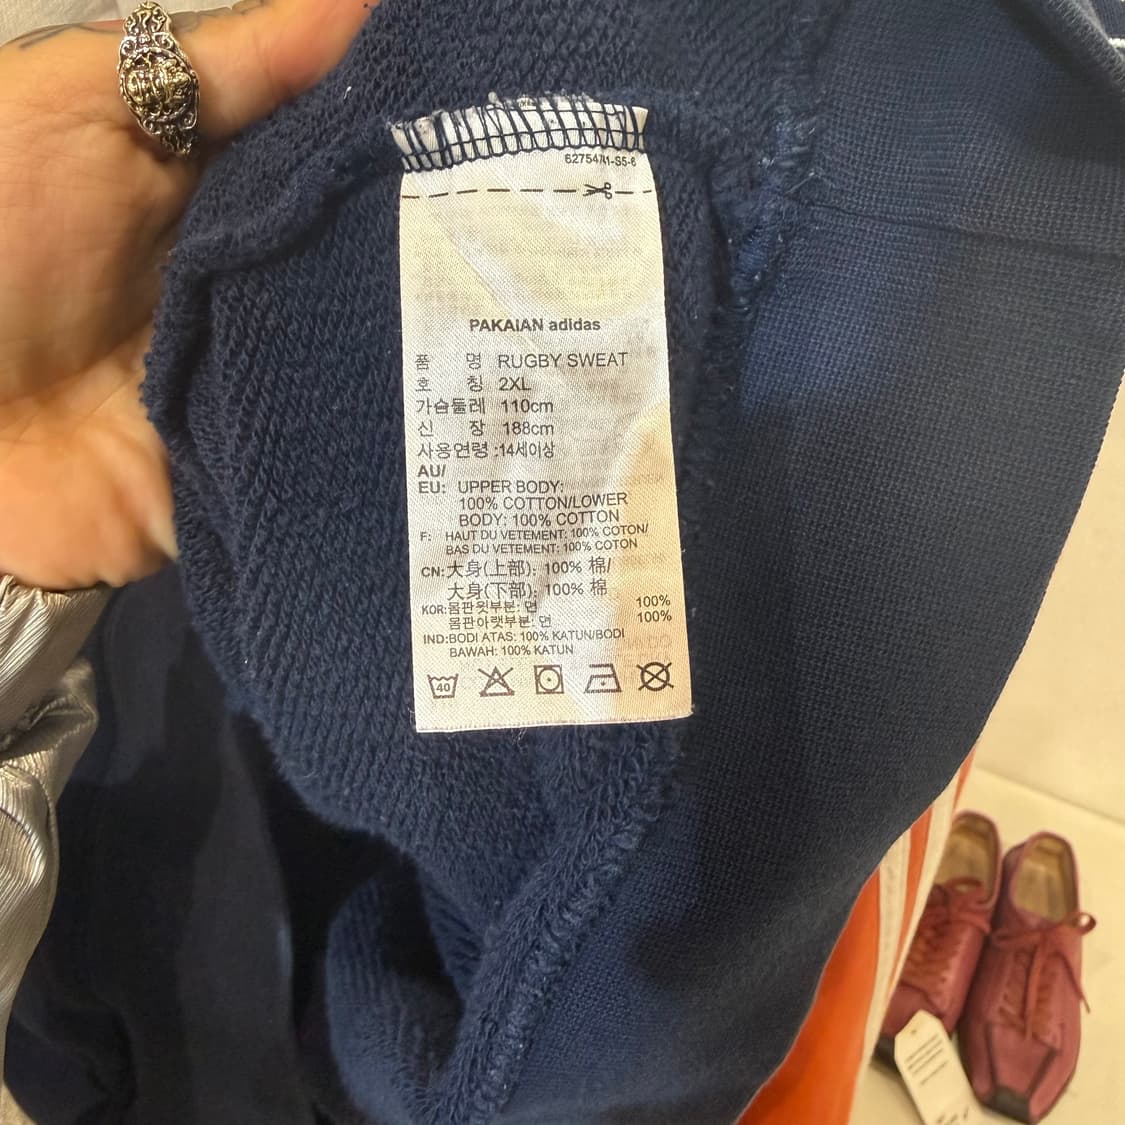 62754741-S5-6
PAKAIAN adidas
품 명 RUGBY SWEAT
호 칭 2XL
가슴둘레 110cm
신 장 188cm
사용연령 :14세이상
AU/
EU: UPPER BODY:
100% COTTON/LOWER
BODY: 100% COTTON
F: HAUT DU VETEMENT: 100% COTON/
BAS DU VETEMENT: 100% COTON
CN: 大身(上部): 100% 棉/
大身(下部): 100% 棉
KOR: 몸판윗부분: 면 100%
몸판아랫부분: 면 100%
IND: BODI ATAS: 100% KATUN/BODI
BAWAH: 100% KATUN
40